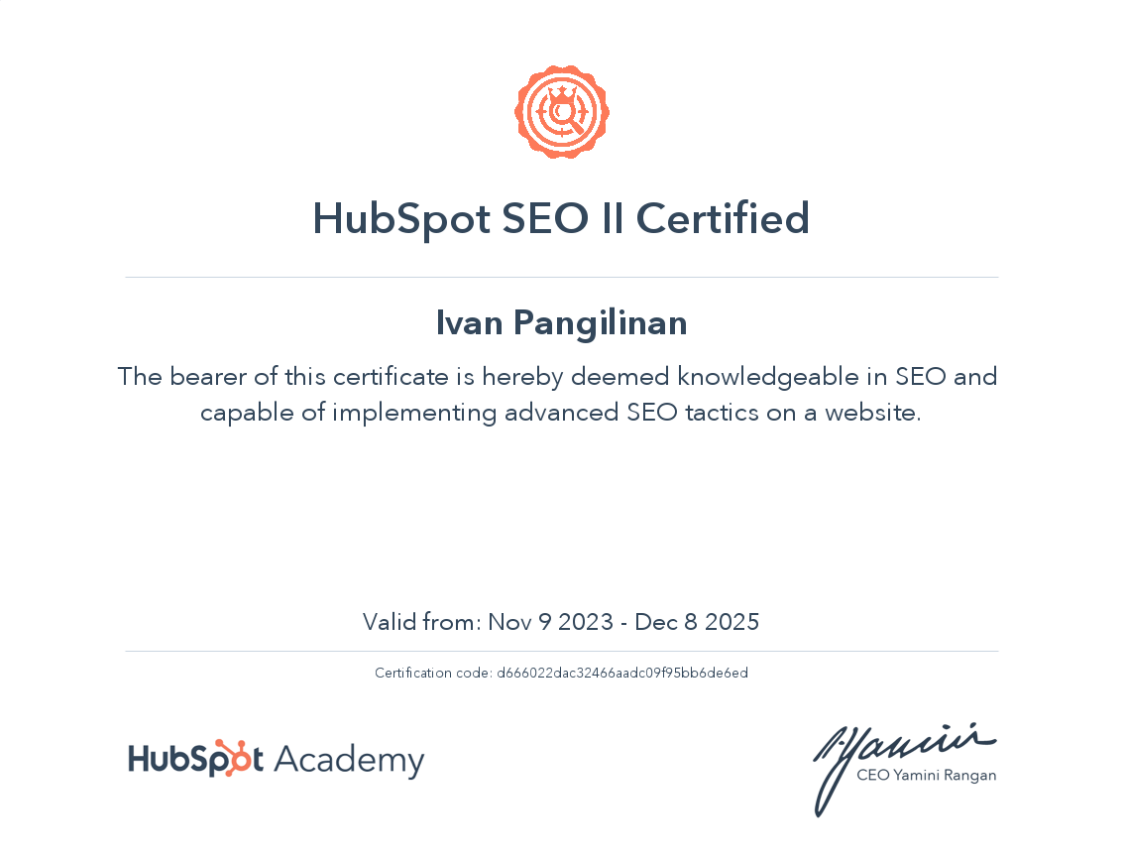 HubSpot SEO II Certified
Ivan Pangilinan
The bearer of this certificate is hereby deemed knowledgeable in SEO and
capable of implementing advanced SEO tactics on a website.
Valid from: Nov 9 2023 - Dec 8 2025
Certification code: d666022dac32466aadc09f95bb6de6ed
HubSpot Academy
Yamini
CEO Yamini Rangan